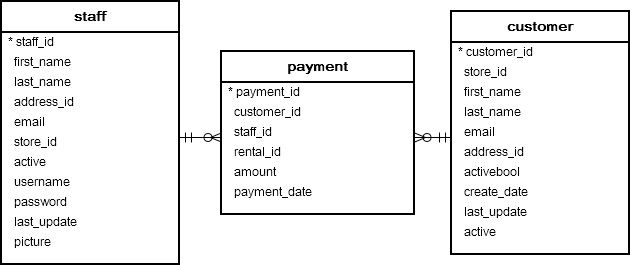 staff
* staff_id
first_name
last_name
address_id
email
store_id
active
username
password
last_update
picture
payment
* payment_id
customer_id
staff_id
rental_id
amount
payment_date
customer
* customer_id
store_id
first_name
last_name
email
address_id
activebool
create_date
last_update
active